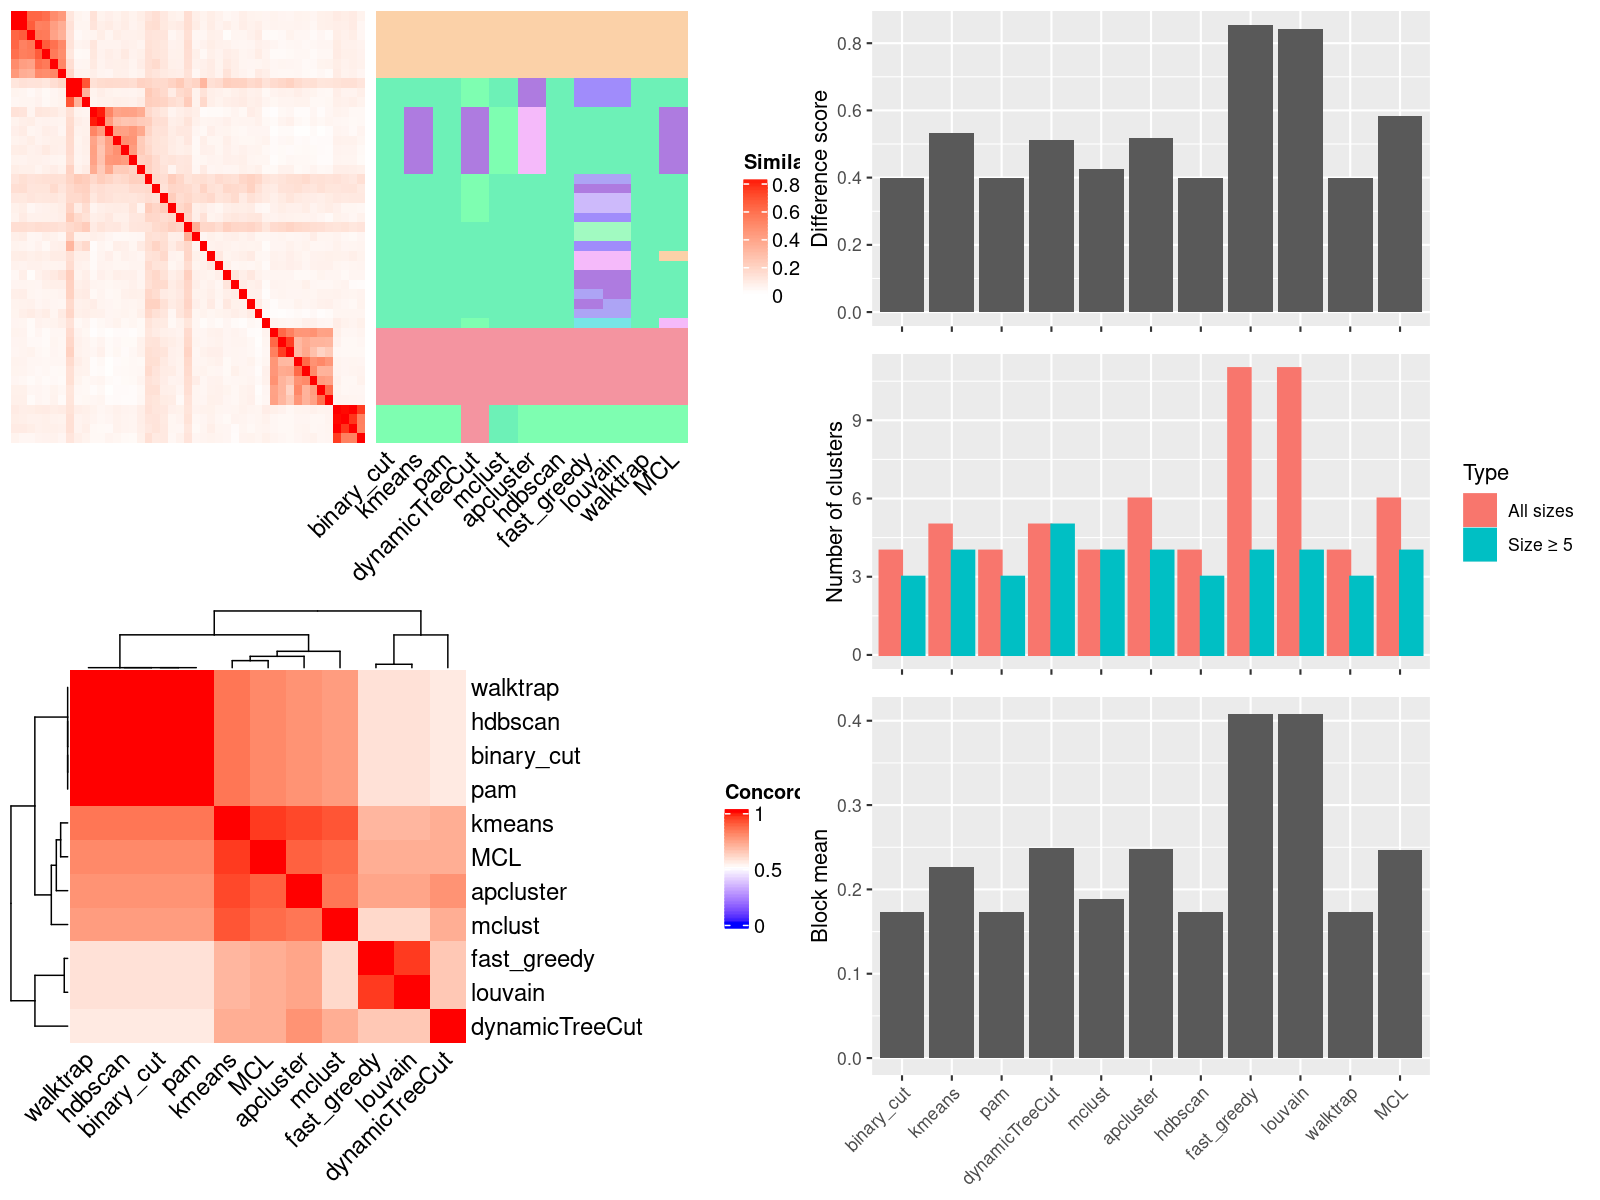 Simila
0.8
0.6
0.4
0.2
0
binary_cut
kmeans
pam
dynamicTreeCut
mclust
apcluster
hdbscan
fast_greedy
louvain
walktrap
MCL
walktrap
hdbscan
binary_cut
pam
kmeans
MCL
apcluster
mclust
fast_greedy
louvain
dynamicTreeCut
walktrap
hdbscan
binary_cut
pam
kmeans
MCL
apcluster
mclust
fast_greedy
louvain
dynamicTreeCut
Concord
1
0.5
0
Difference score
0.8
0.6
0.4
0.2
0.0
Number of clusters
9
6
3
0
Type
All sizes
Size ≥ 5
Block mean
0.4
0.3
0.2
0.1
0.0
binary_cut
kmeans
pam
dynamicTreeCut
mclust
apcluster
hdbscan
fast_greedy
louvain
walktrap
MCL